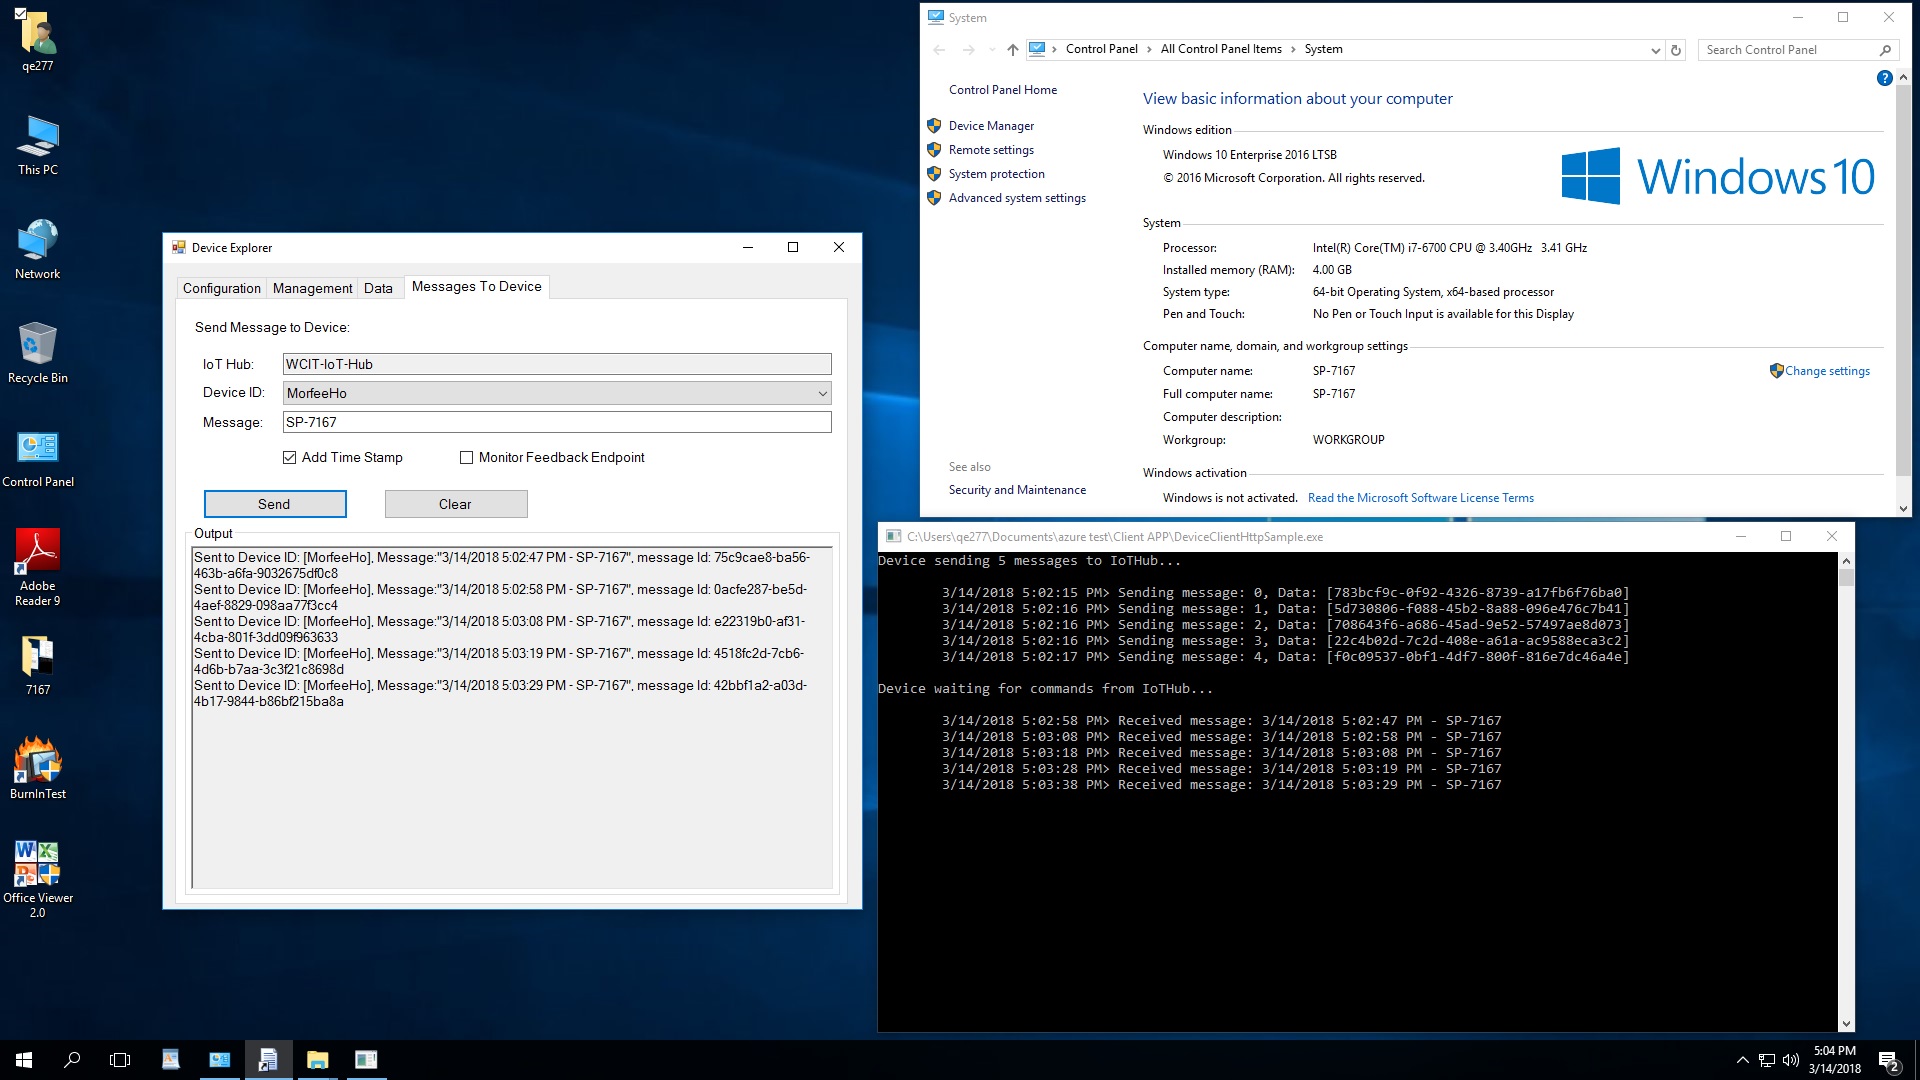 qe277
This PC
Network
Recycle Bin
Control Panel
Adobe
Reader 9
7167
BurnInTest
Office Viewer
2.0
Device Explorer
Configuration
Management
Data
Messages To Device
Send Message to Device:
IoT Hub:
WCIT-IoT-Hub
Device ID:
MorfeeHo
Message:
SP-7167
Add Time Stamp
Monitor Feedback Endpoint
Send
Clear
Output
Sent to Device ID: [MorfeeHo], Message:"3/14/2018 5:02:47 PM - SP-7167", message Id: 75c9cae8-ba56-
463b-a6fa-9032675df0c8
Sent to Device ID: [MorfeeHo], Message:"3/14/2018 5:02:58 PM - SP-7167", message Id: 0acfe287-be5d-
4aef-8829-098aa77f3cc4
Sent to Device ID: [MorfeeHo], Message:"3/14/2018 5:03:08 PM - SP-7167", message Id: e22319b0-af31-
4cba-801f-3dd09f963633
Sent to Device ID: [MorfeeHo], Message:"3/14/2018 5:03:19 PM - SP-7167", message Id: 4518fc2d-7cb6-
4d6b-b7aa-3c3f21c8698d
Sent to Device ID: [MorfeeHo], Message:"3/14/2018 5:03:29 PM - SP-7167", message Id: 42bbf1a2-a03d-
4b17-9844-b86bf215ba8a
System
Control Panel > All Control Panel Items > System
Search Control Panel
Control Panel Home
Device Manager
Remote settings
System protection
Advanced system settings
See also
Security and Maintenance
View basic information about your computer
Windows edition
Windows 10 Enterprise 2016 LTSB
© 2016 Microsoft Corporation. All rights reserved.
Windows 10
System
Processor: Intel(R) Core(TM) i7-6700 CPU @ 3.40GHz 3.41 GHz
Installed memory (RAM): 4.00 GB
System type: 64-bit Operating System, x64-based processor
Pen and Touch: No Pen or Touch Input is available for this Display
Computer name, domain, and workgroup settings
Computer name: SP-7167
Change settings
Full computer name: SP-7167
Computer description:
Workgroup: WORKGROUP
Windows activation
Windows is not activated. Read the Microsoft Software License Terms
C:\Users\qe277\Documents\azure test\Client APP\DeviceClientHttpSample.exe
Device sending 5 messages to IoTHub...
3/14/2018 5:02:15 PM> Sending message: 0, Data: [783bcf9c-0f92-4326-8739-a17fb6f76ba0]
3/14/2018 5:02:16 PM> Sending message: 1, Data: [5d730806-f088-45b2-8a88-096e476c7b41]
3/14/2018 5:02:16 PM> Sending message: 2, Data: [708643f6-a686-45ad-9e52-57497ae8d073]
3/14/2018 5:02:16 PM> Sending message: 3, Data: [22c4b02d-7c2d-408e-a61a-ac9588eca3c2]
3/14/2018 5:02:17 PM> Sending message: 4, Data: [f0c09537-0bf1-4df7-800f-816e7dc46a4e]
Device waiting for commands from IoTHub...
3/14/2018 5:02:58 PM> Received message: 3/14/2018 5:02:47 PM - SP-7167
3/14/2018 5:03:08 PM> Received message: 3/14/2018 5:02:58 PM - SP-7167
3/14/2018 5:03:18 PM> Received message: 3/14/2018 5:03:08 PM - SP-7167
3/14/2018 5:03:28 PM> Received message: 3/14/2018 5:03:19 PM - SP-7167
3/14/2018 5:03:38 PM> Received message: 3/14/2018 5:03:29 PM - SP-7167
5:04 PM
3/14/2018
2